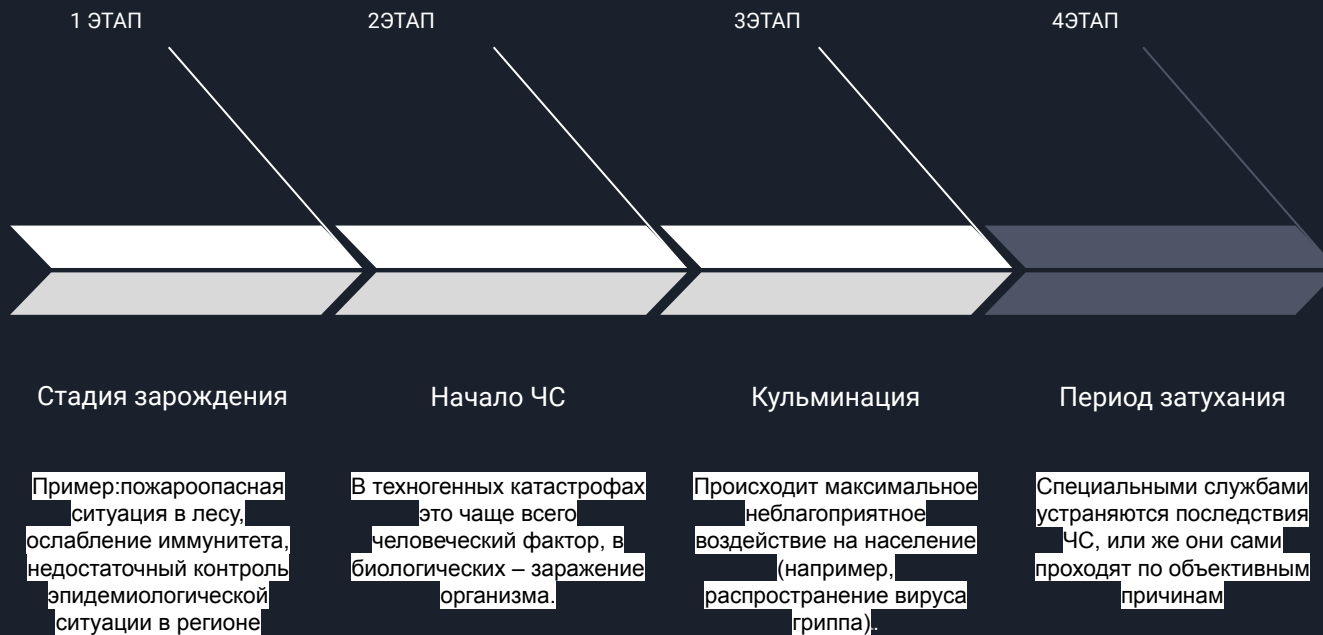 1 ЭТАП
2ЭТАП
3ЭТАП
4ЭТАП
Стадия зарождения
Начало ЧС
Кульминация
Период затухания
Пример:пожароопасная
ситуация в лесу,
ослабление иммунитета,
недостаточный контроль
эпидемиологической
ситуации в регионе
В техногенных катастрофах
это чаще всего
человеческий фактор, в
биологических – заражение
организма.
Происходит максимальное
неблагоприятное
воздействие на население
(например,
распространение вируса
гриппа)..
Специальными службами
устраняются последствия
ЧС, или же они сами
проходят по объективным
причинам